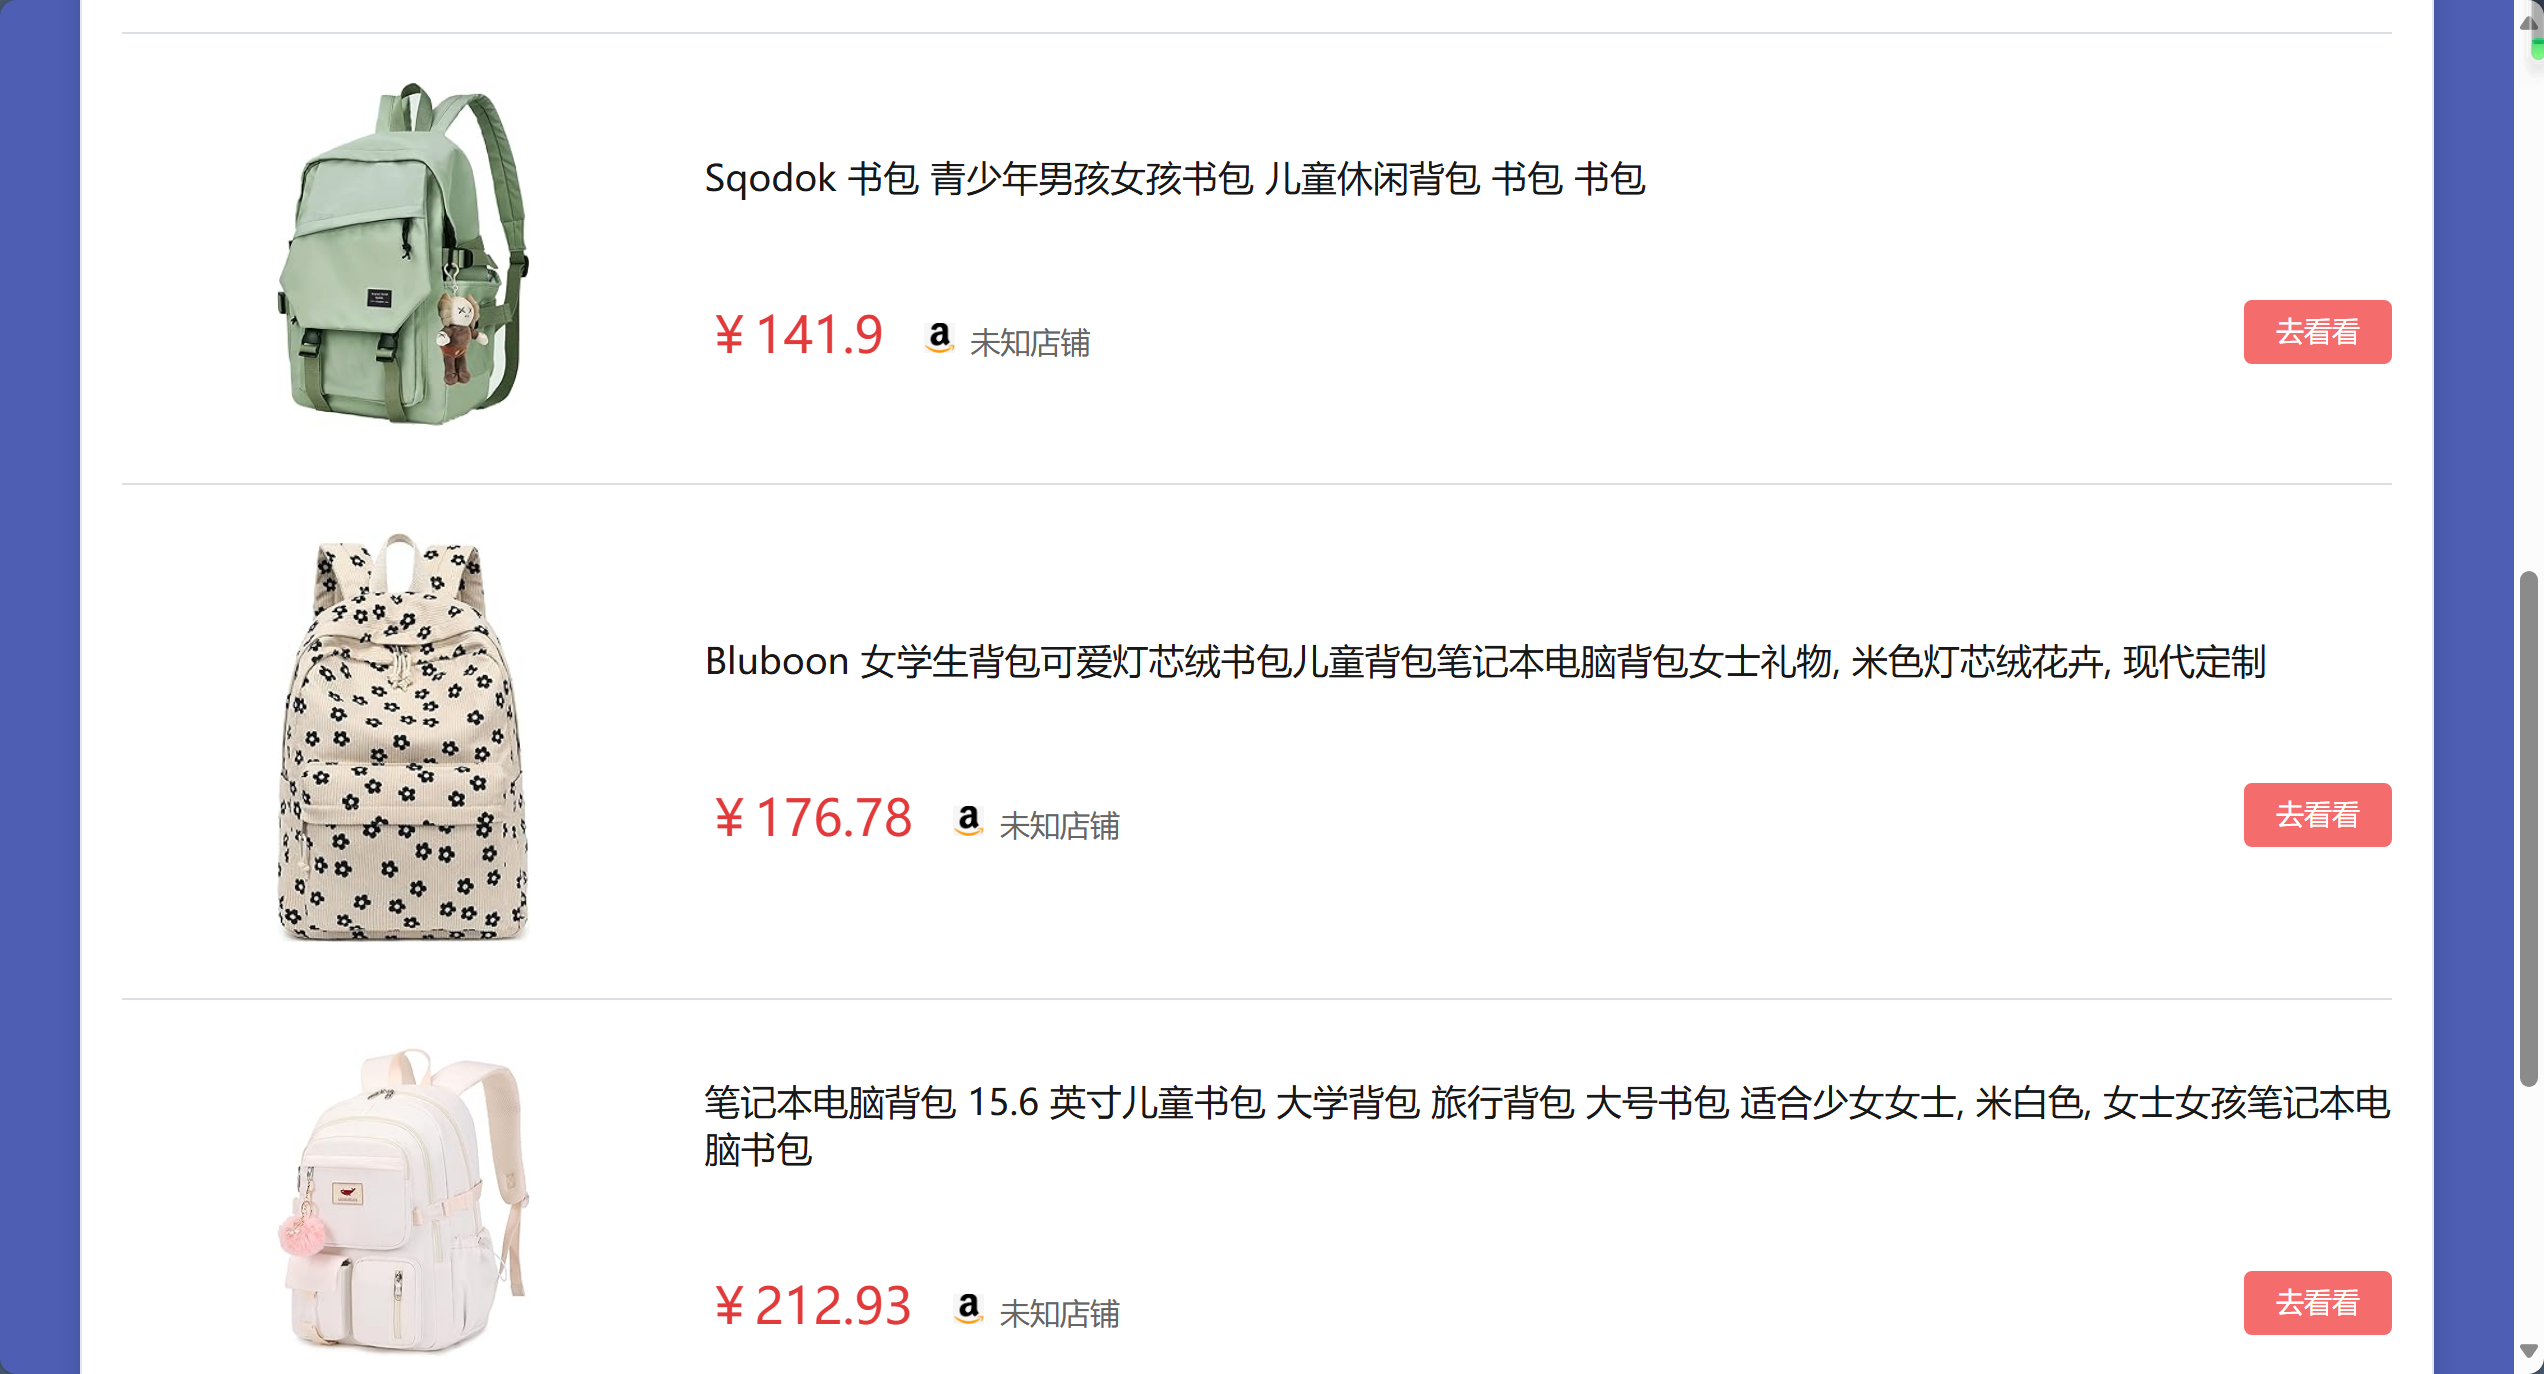 Sqodok 书包 青少年男孩女孩书包 儿童休闲背包 书包 书包
¥ 141.9 a 未知店铺 去看看
Bluboon 女学生背包可爱灯芯绒书包儿童背包笔记本电脑背包女士礼物, 米色灯芯绒花卉, 现代定制
¥ 176.78 a 未知店铺 去看看
笔记本电脑背包 15.6 英寸儿童书包 大学背包 旅行背包 大号书包 适合少女女士, 米白色, 女士女孩笔记本电
脑书包
¥ 212.93 a 未知店铺 去看看